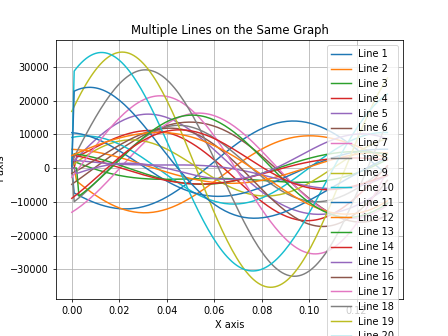 Multiple Lines on the Same Graph
30000
20000
10000
0
−10000
−20000
−30000
0.00
0.02
0.04
0.06
0.08
0.10
X axis
Line 1
Line 2
Line 3
Line 4
Line 5
Line 6
Line 7
Line 8
Line 9
Line 10
Line 11
Line 12
Line 13
Line 14
Line 15
Line 16
Line 17
Line 18
Line 19
Line 20